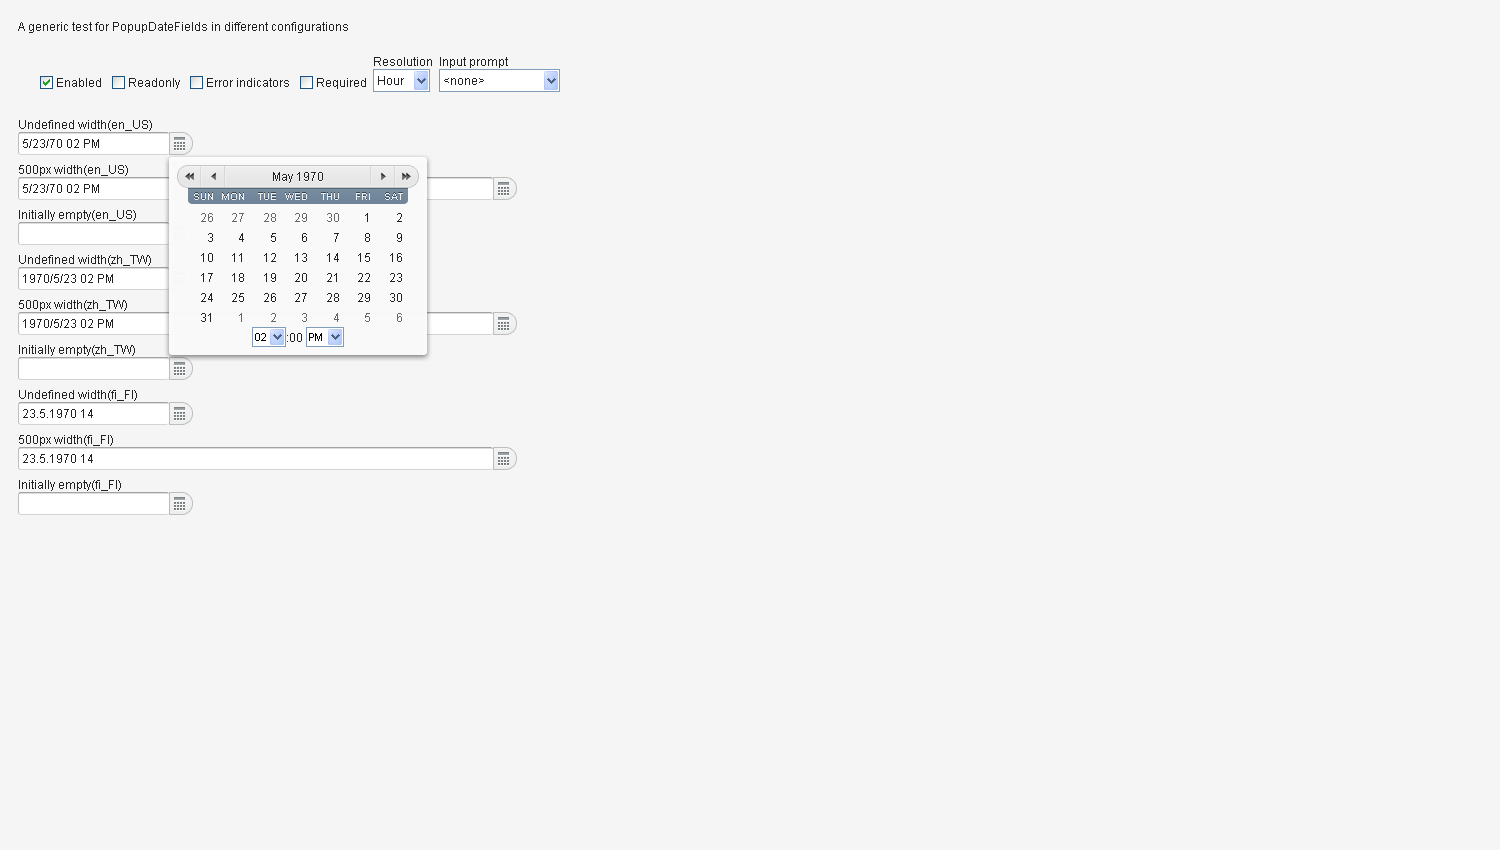 A generic test for PopupDateFields in different configurations
Resolution Input prompt
Enabled Readonly Error indicators Required Hour <none>
Undefined width(en_US)
5/23/70 02 PM
500px width(en_US)
5/23/70 02 PM
Initially empty(en_US)
Undefined width(zh_TW)
1970/5/23 02 PM
500px width(zh_TW)
1970/5/23 02 PM
Initially empty(zh_TW)
Undefined width(fi_FI)
23.5.1970 14
500px width(fi_FI)
23.5.1970 14
Initially empty(fi_FI)
May 1970
SUN MON TUE WED THU FRI SAT
26 27 28 29 30 1 2
3 4 5 6 7 8 9
10 11 12 13 14 15 16
17 18 19 20 21 22 23
24 25 26 27 28 29 30
31 1 2 3 4 5 6
02 :00 PM